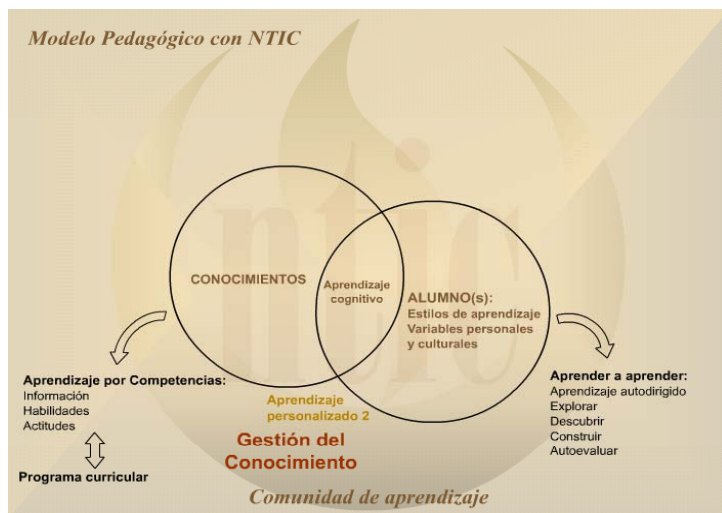 Modelo Pedagógico con NTIC
ntic
CONOCIMIENTOS
Aprendizaje
cognitivo
ALUMNO(s):
Estilos de aprendizaje
Variables personales
y culturales
Aprendizaje por Competencias:
Información
Habilidades
Actitudes
Programa curricular
Aprendizaje
personalizado 2
Gestión del
Conocimiento
Aprender a aprender:
Aprendizaje autodirigido
Explorar
Descubrir
Construir
Autoevaluar
Comunidad de aprendizaje